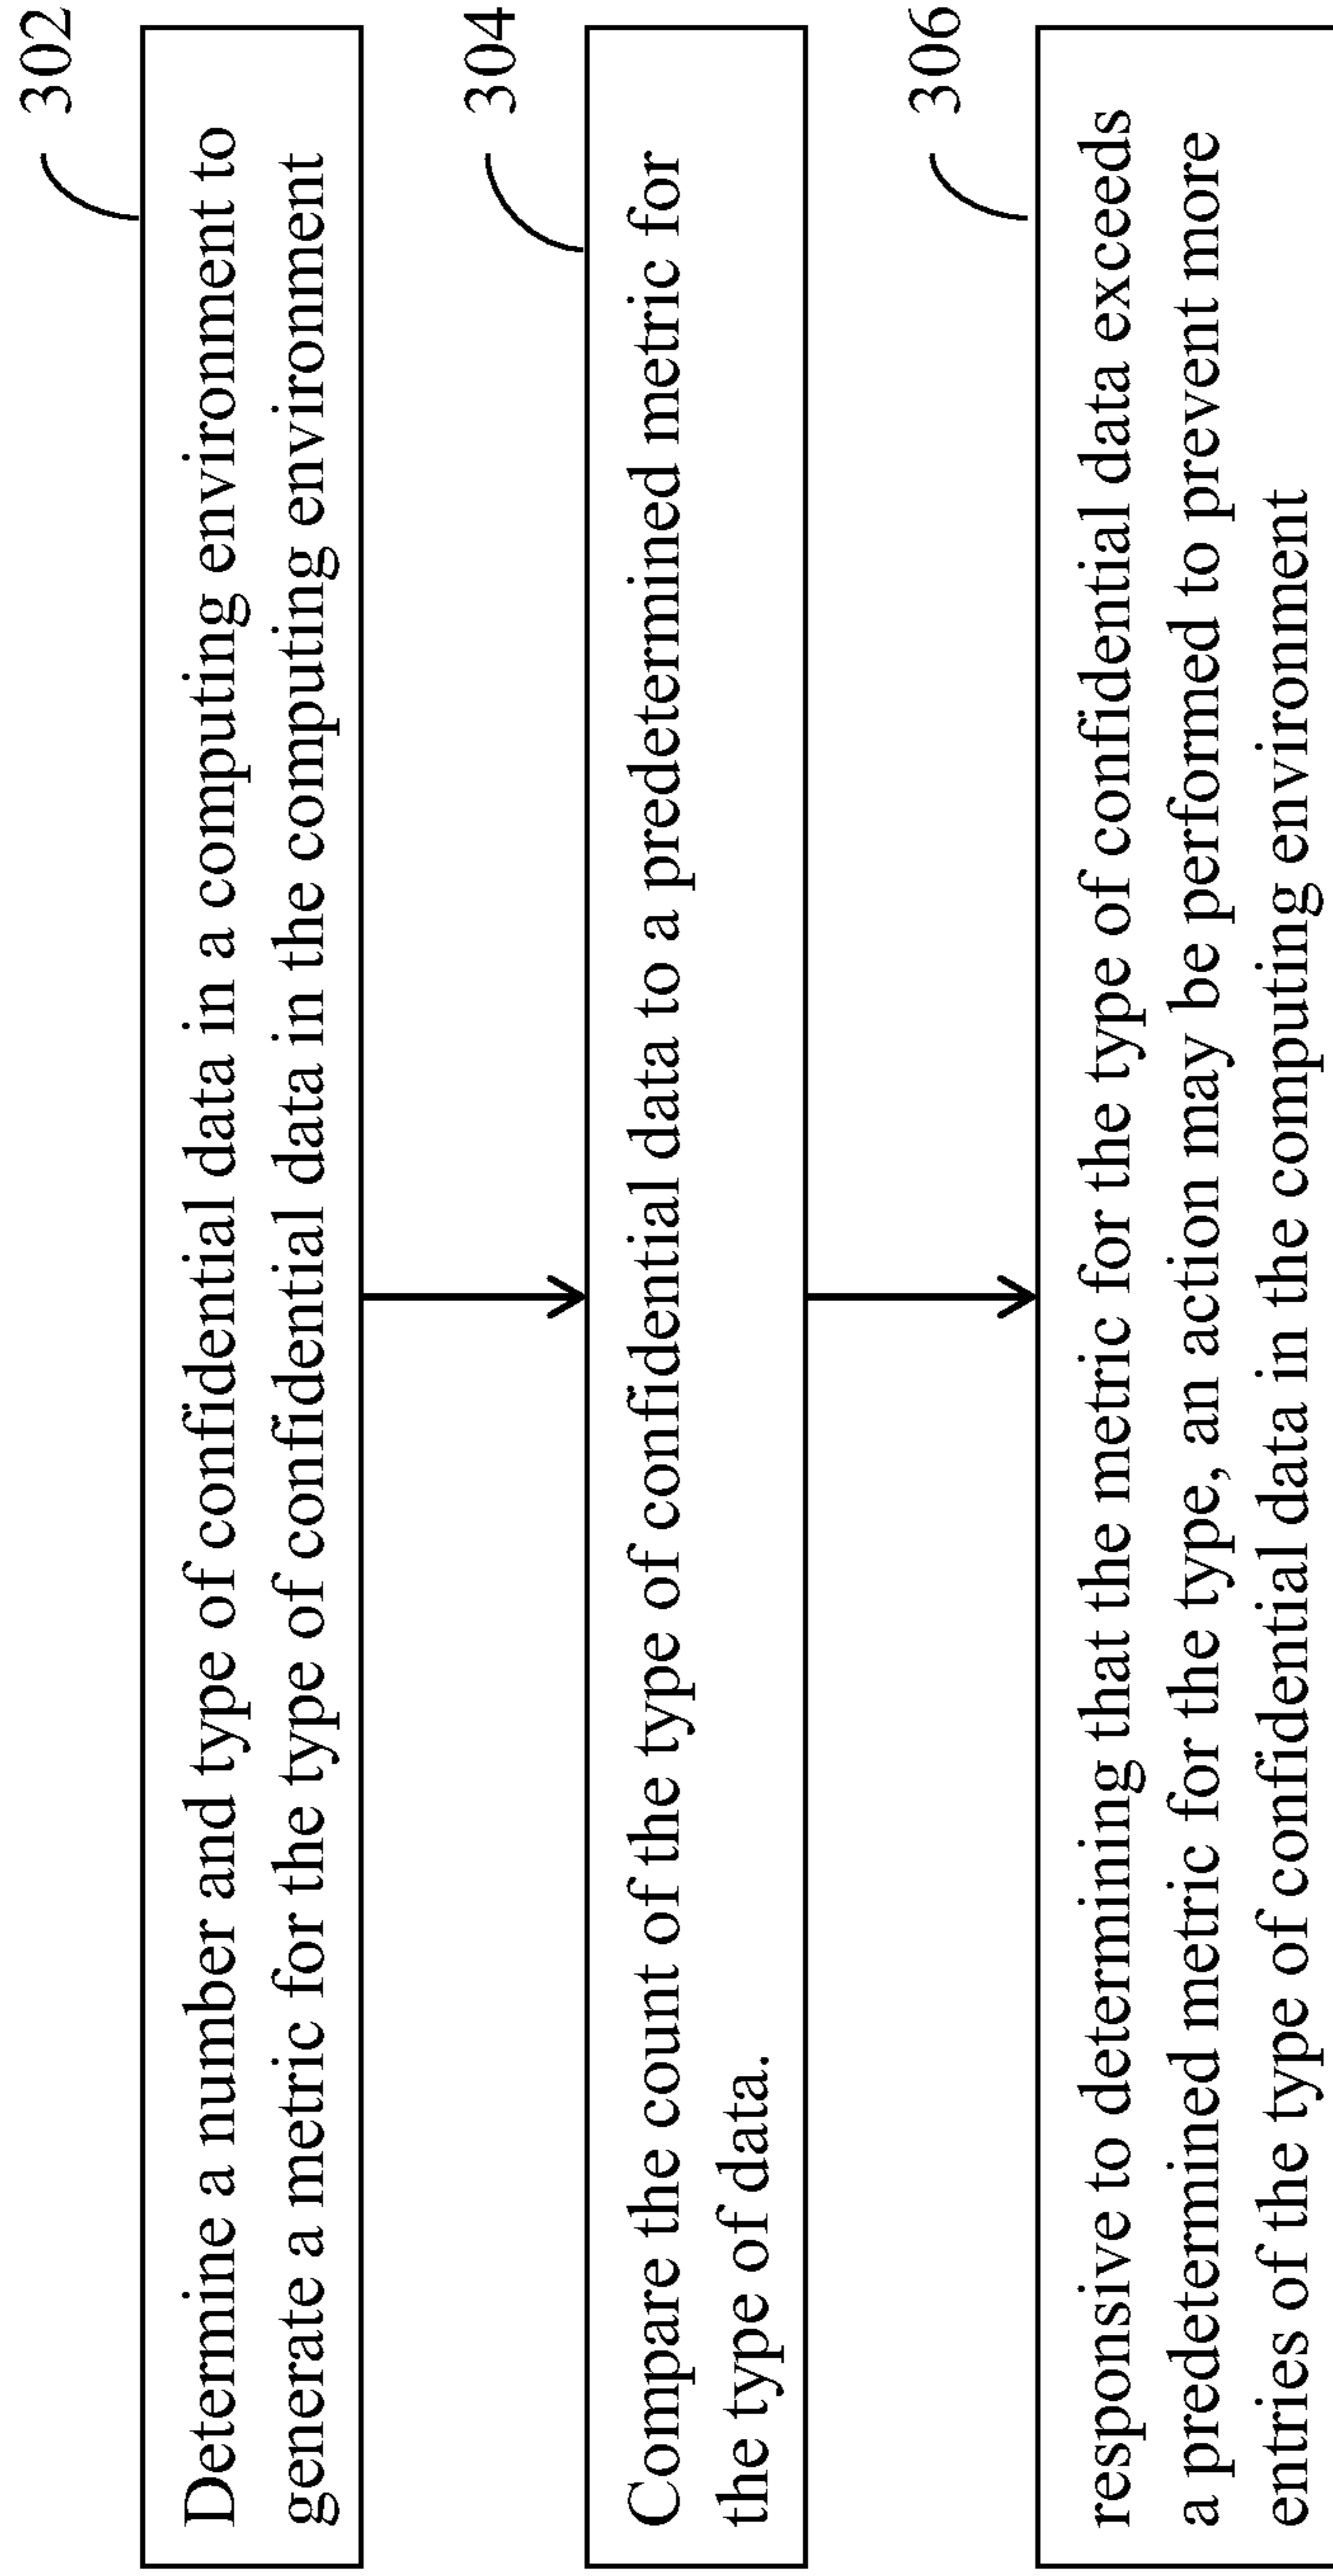 302
Determine a number and type of confidential data in a computing environment to
generate a metric for the type of confidential data in the computing environment
304
Compare the count of the type of confidential data to a predetermined metric for
the type of data.
306
responsive to determining that the metric for the type of confidential data exceeds
a predetermined metric for the type, an action may be performed to prevent more
entries of the type of confidential data in the computing environment